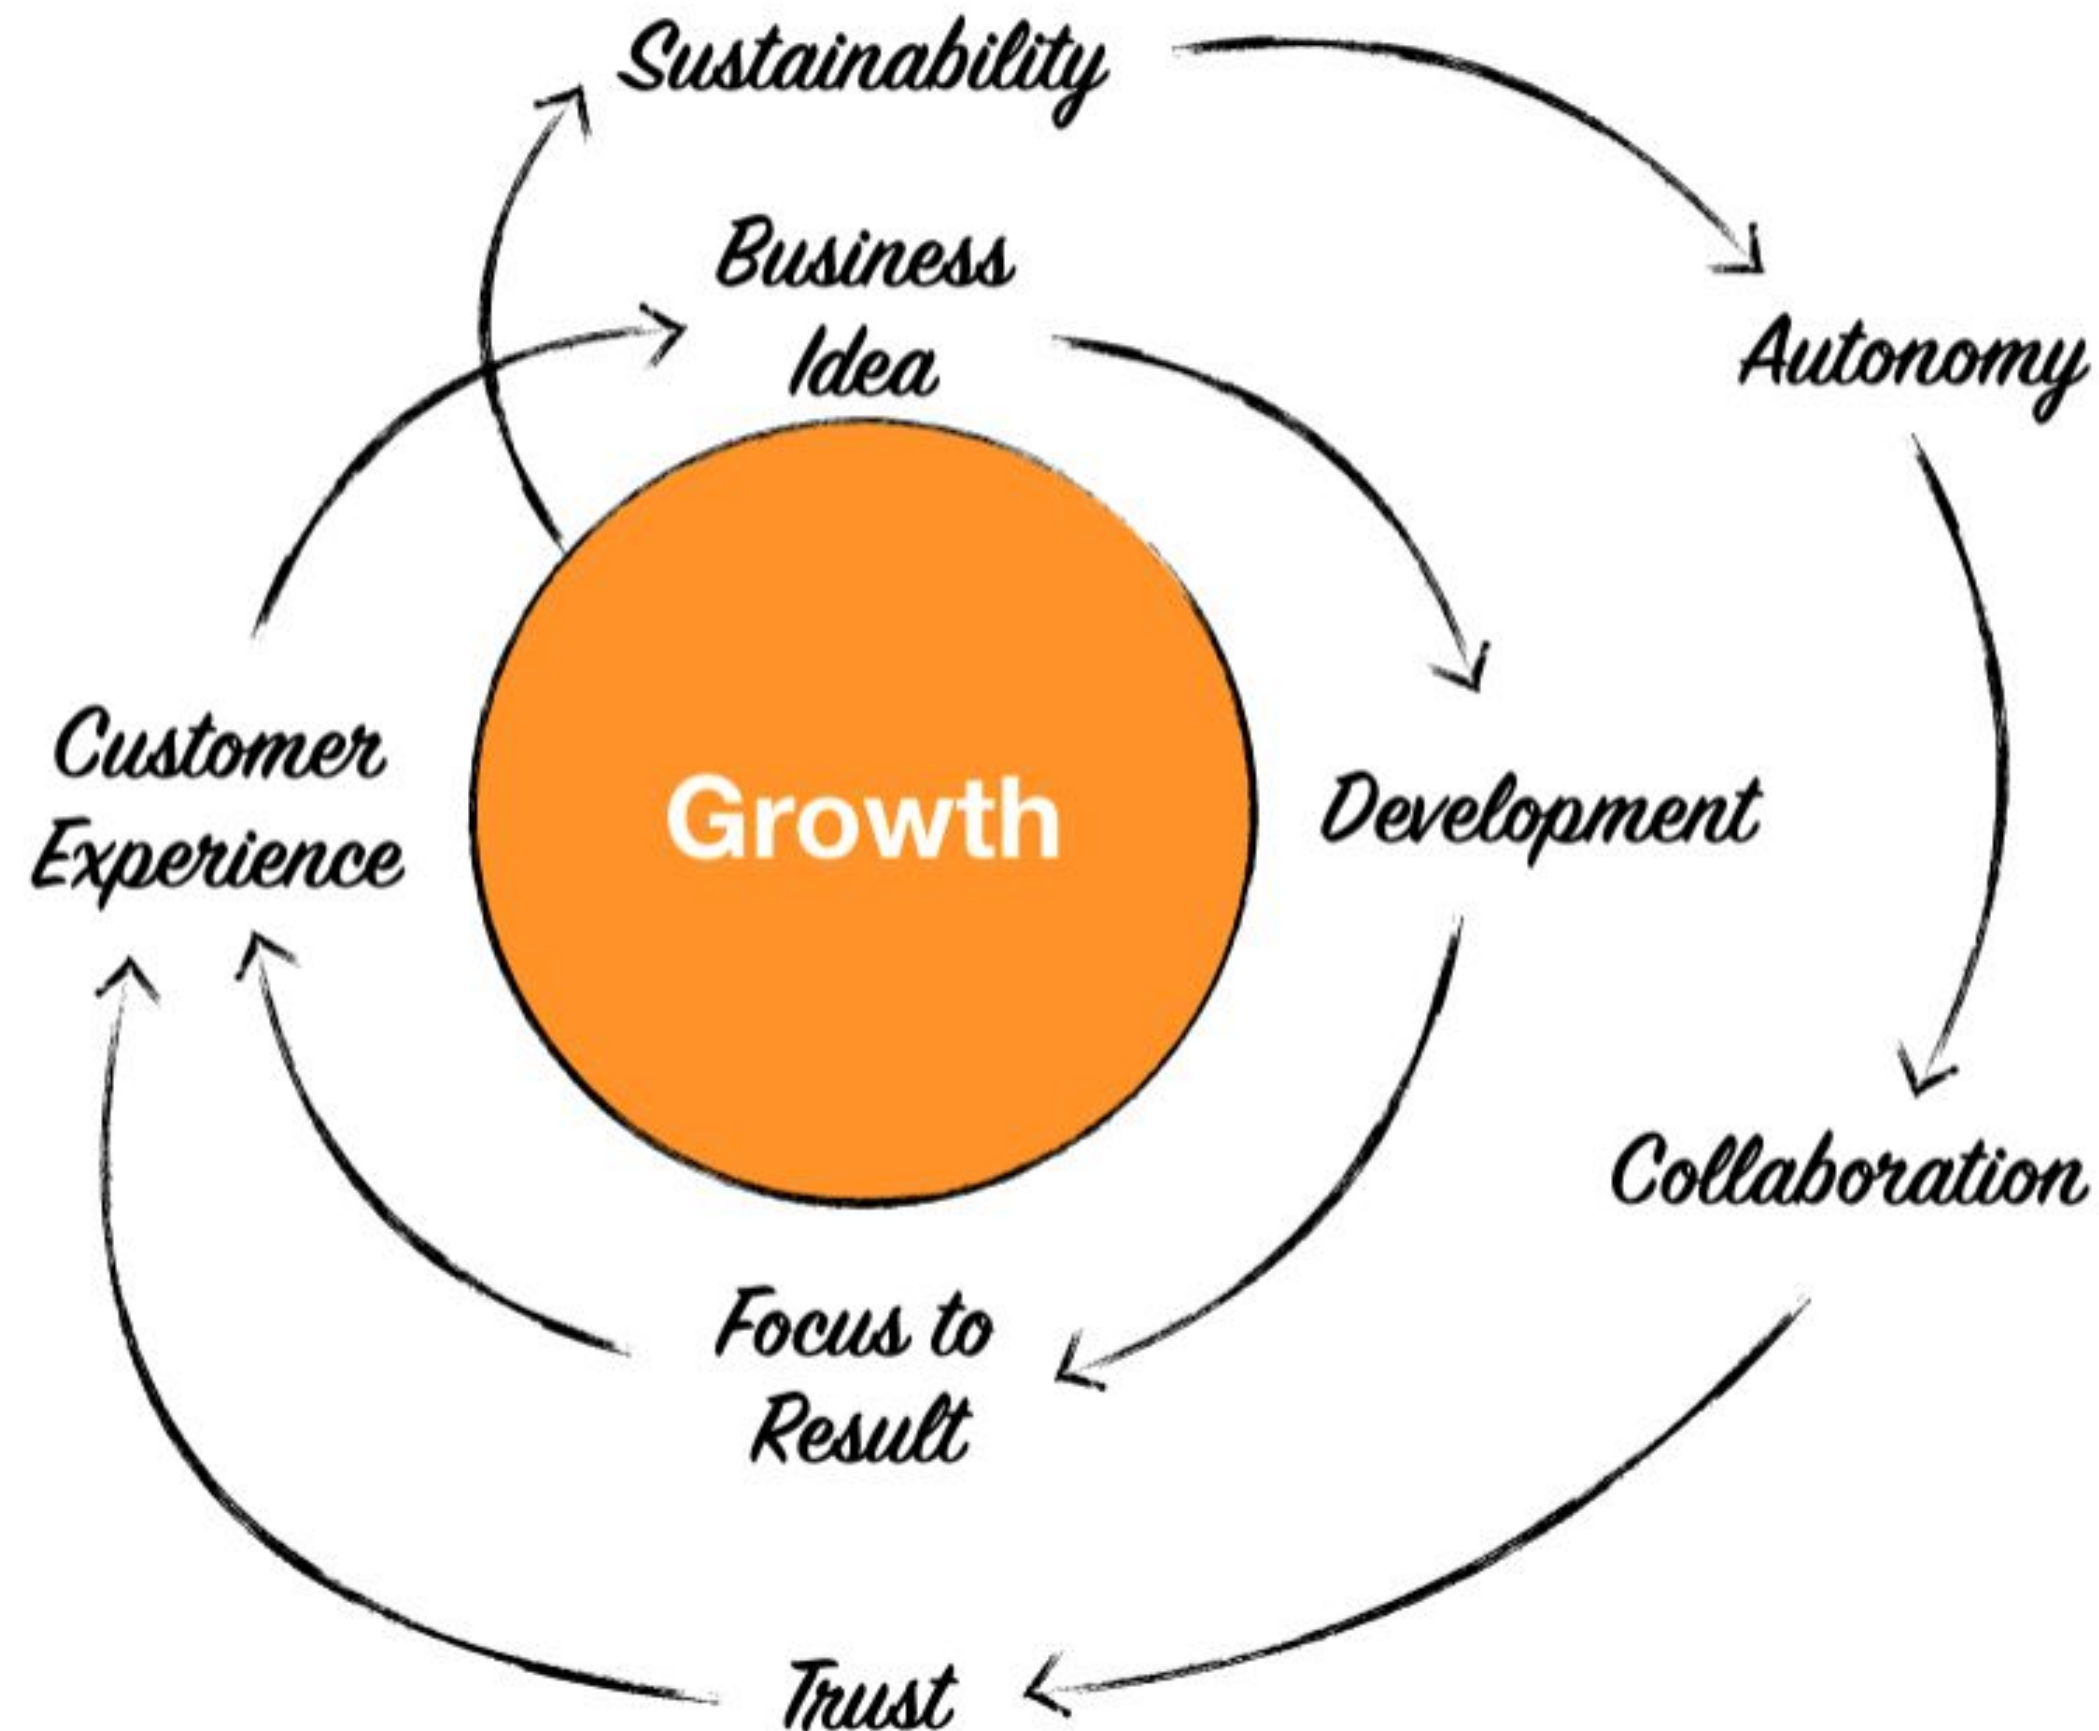 Sustainability
Business
Idea
Autonomy
Customer
Experience
Growth
Development
Collaboration
Focus to
Result
Trust